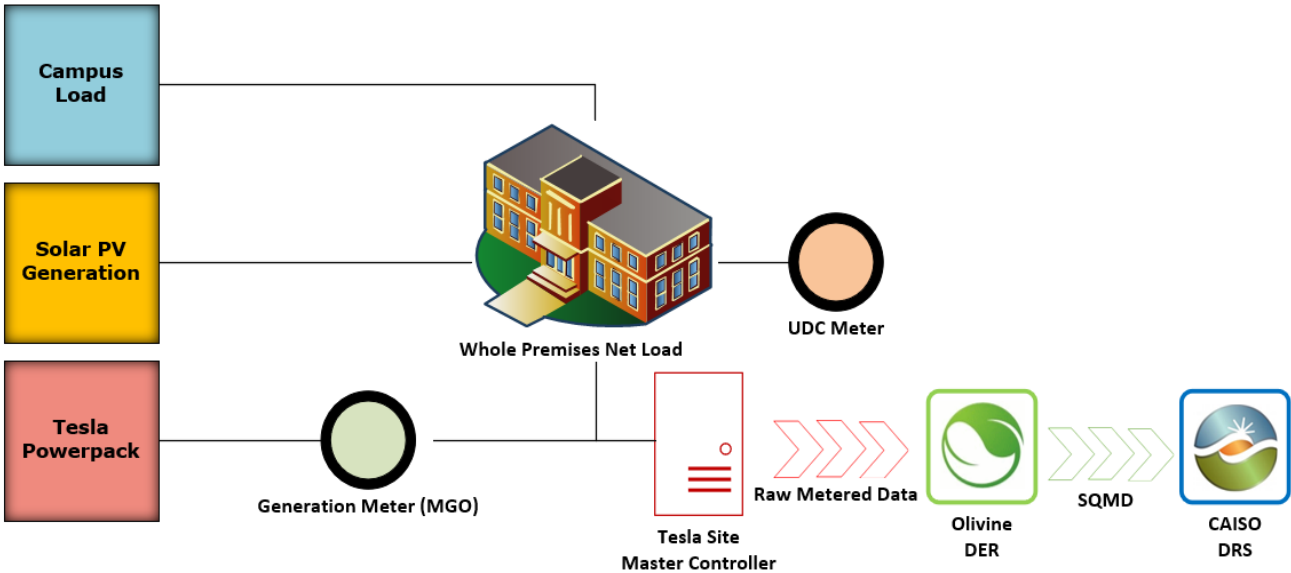 Campus
Load
Solar PV
Generation
UDC Meter
Whole Premises Net Load
Tesla
Powerpack
Generation Meter (MGO)
Raw Metered Data
SQMD
Tesla Site
Master Controller
Olivine
DER
CAISO
DRS